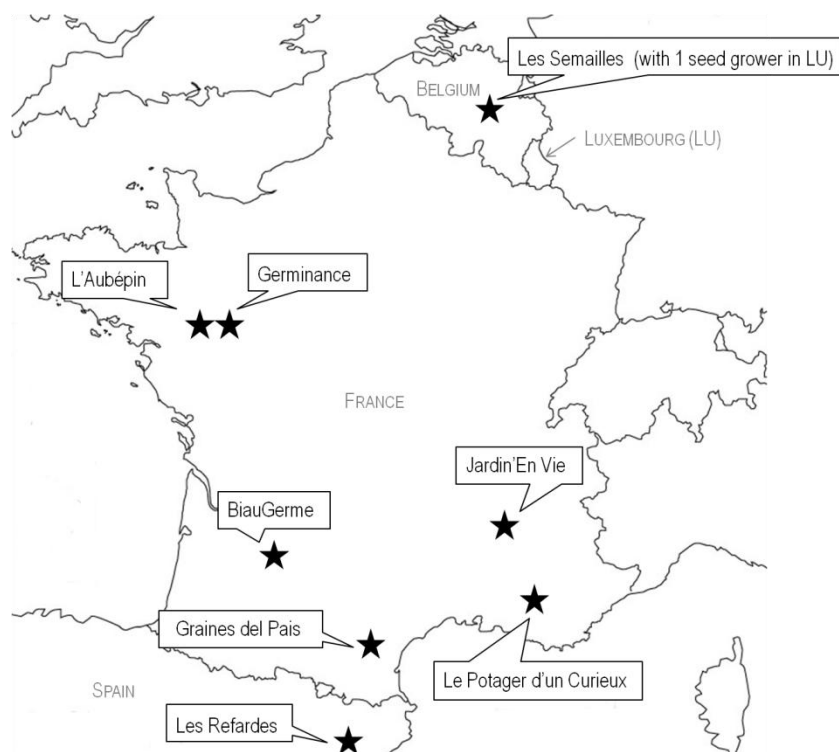 Les Semailles (with 1 seed grower in LU)
BELGIUM
LUXEMBOURG (LU)
L'Aubépin
Germinance
FRANCE
Jardin'En Vie
BiauGerme
Graines del Pais
Le Potager d'un Curieux
SPAIN
Les Refardes